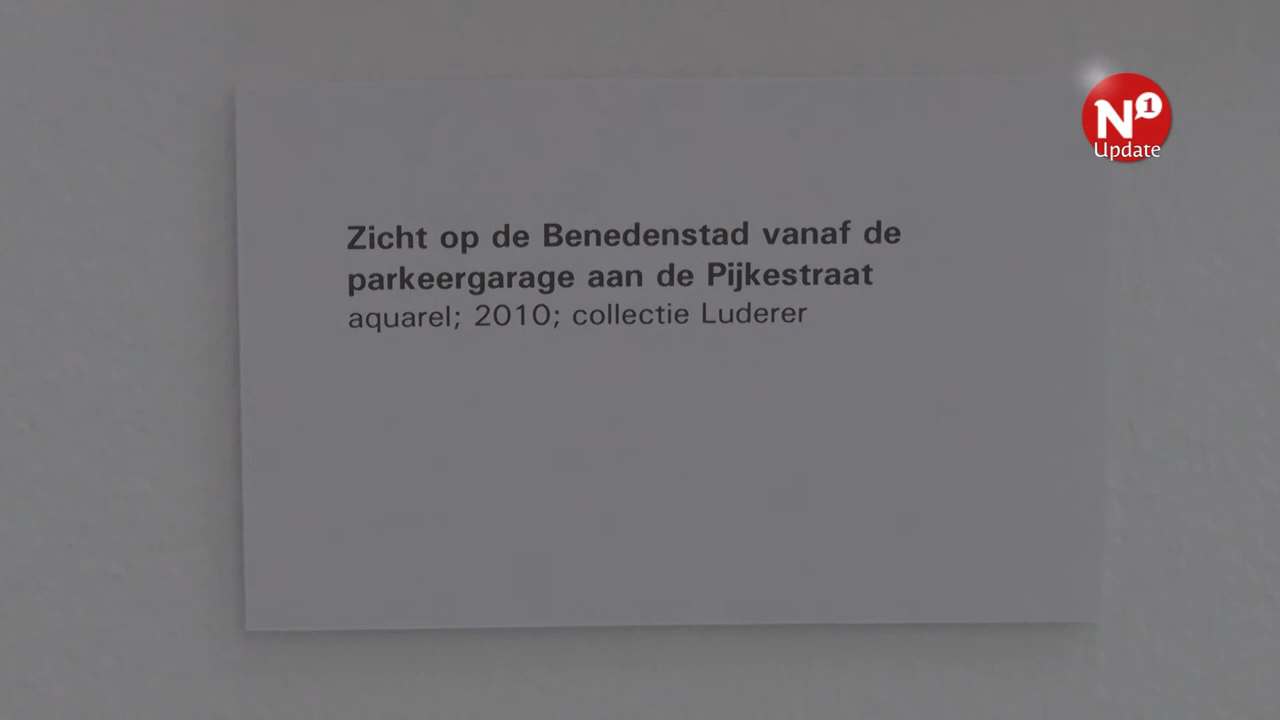 N1
Update
Zicht op de Benedenstad vanaf de
parkeergarage aan de Pijkestraat
aquarel; 2010; collectie Luderer